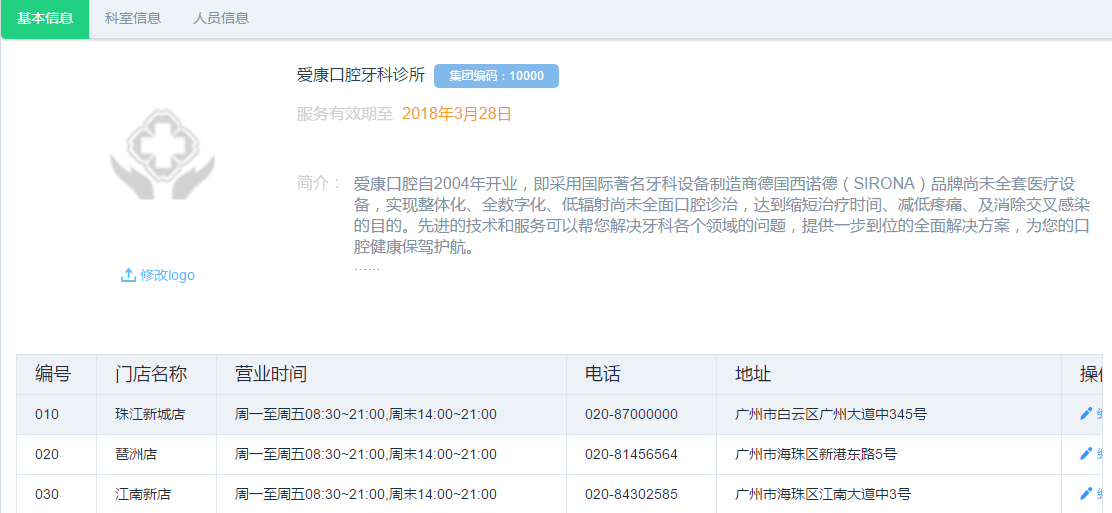 基本信息 科室信息 人员信息
爱康口腔牙科诊所 集团编码：10000
服务有效期至 2018年3月28日
简介： 爱康口腔自2004年开业，即采用国际著名牙科设备制造商德国西诺德（SIRONA）品牌尚未全套医疗设
备，实现整体化、全数字化、低辐射尚未全面口腔诊治，达到缩短治疗时间、减低疼痛、及消除交叉感染
的目的。先进的技术和服务可以帮您解决牙科各个领域的问题，提供一步到位的全面解决方案，为您的口
腔健康保驾护航。
......
修改logo
编号 门店名称 营业时间 电话 地址 操
010 珠江新城店 周一至周五08:30~21:00,周末14:00~21:00 020-87000000 广州市白云区广州大道中345号
020 琶洲店 周一至周五08:30~21:00,周末14:00~21:00 020-81456564 广州市海珠区新港东路5号
030 江南新店 周一至周五08:30~21:00,周末14:00~21:00 020-84302585 广州市海珠区江南大道中3号